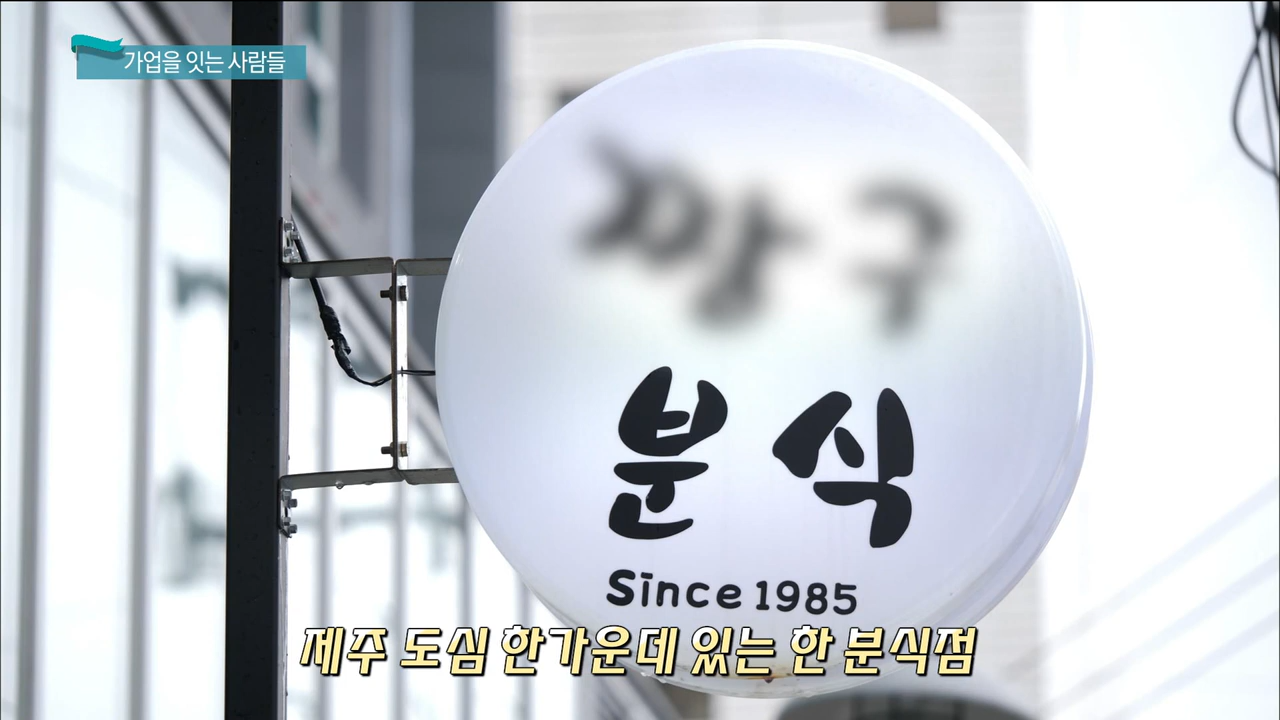 가업을 잇는 사람들
분식
Since 1985
제주 도심 한가운데 있는 한 분식점